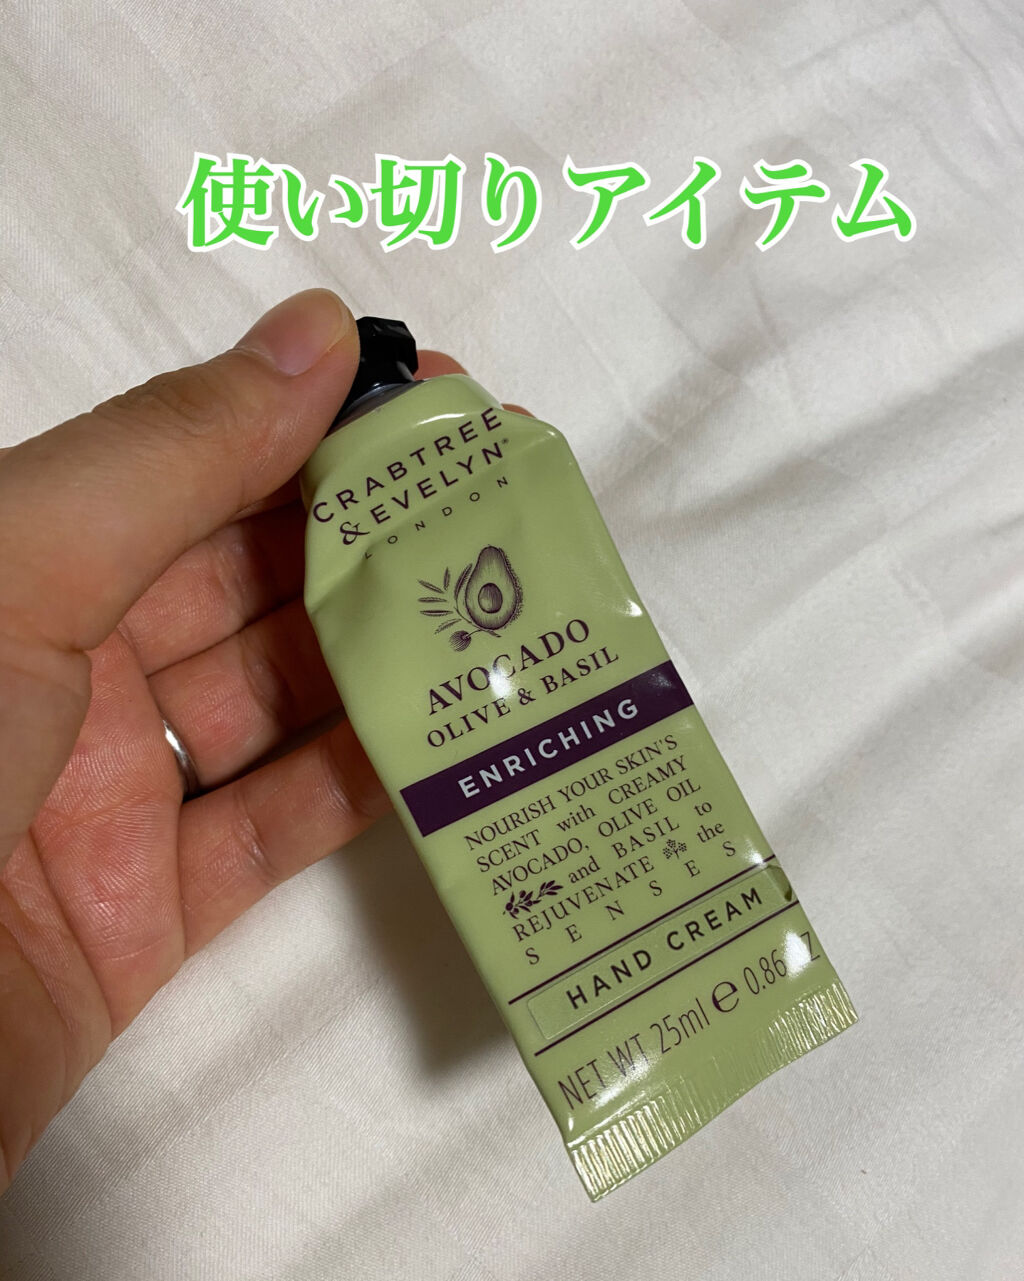 使い切りアイテム
CRABTREE
& EVELYN®
LONDON
AVOCADO
OLIVE & BASIL
ENRICHING
NOURISH YOUR SKIN'S
SCENT with CREAMY
AVOCADO, OLIVE OIL
and BASIL to
REJUVENATE the
SENSES
HAND CREAM
NET WT 25ml ℮ 0.86